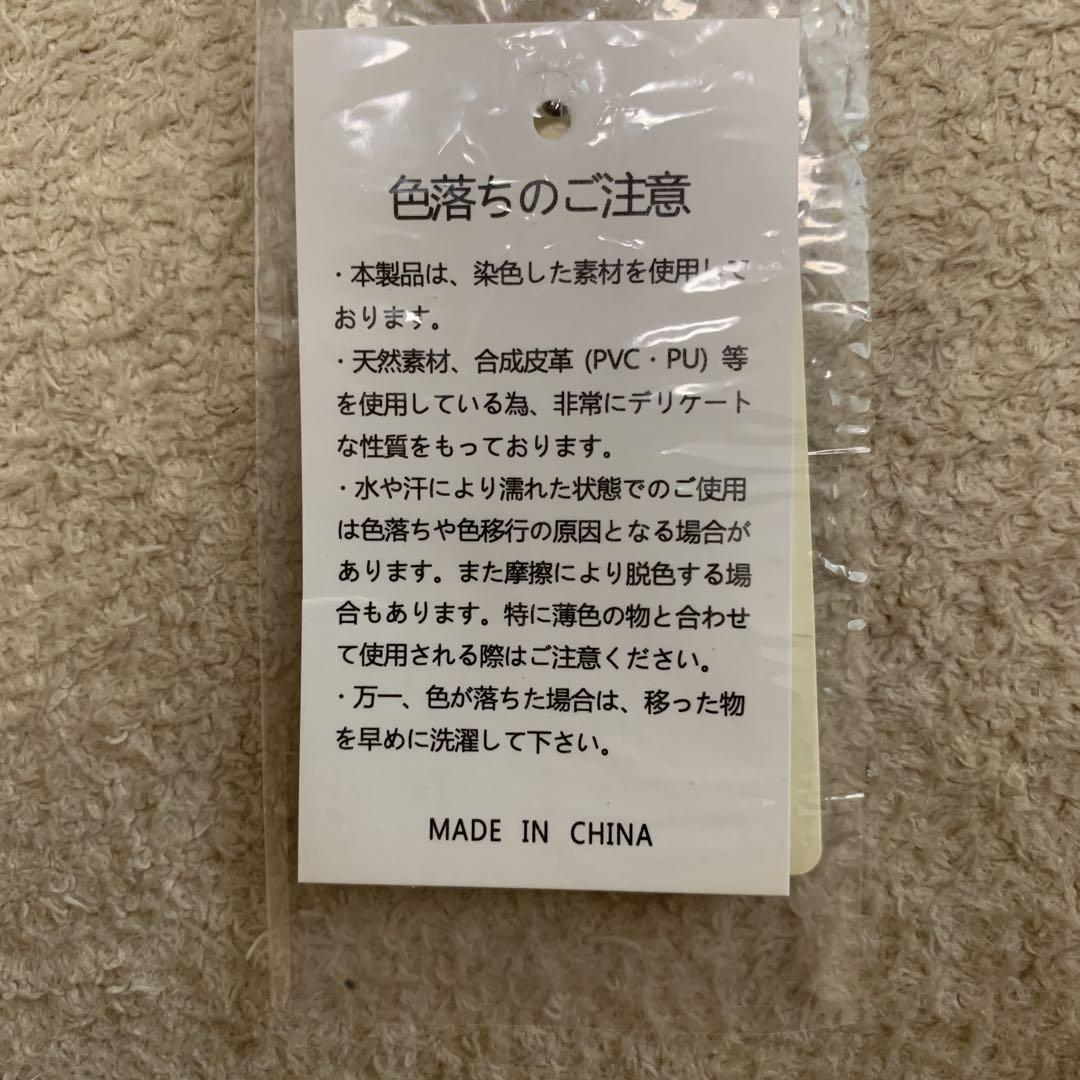 色落ちのご注意
・本製品は、染色した素材を使用して
おります。
・天然素材、合成皮革 (PVC・PU) 等
を使用している為、非常にデリケート
な性質をもっております。
・水や汗により濡れた状態でのご使用
は色落ちや色移行の原因となる場合が
あります。また摩擦により脱色する場
合もあります。特に薄色の物と合わせ
て使用される際はご注意ください。
・万一、色が落ちた場合は、移った物
を早めに洗濯して下さい。
MADE IN CHINA